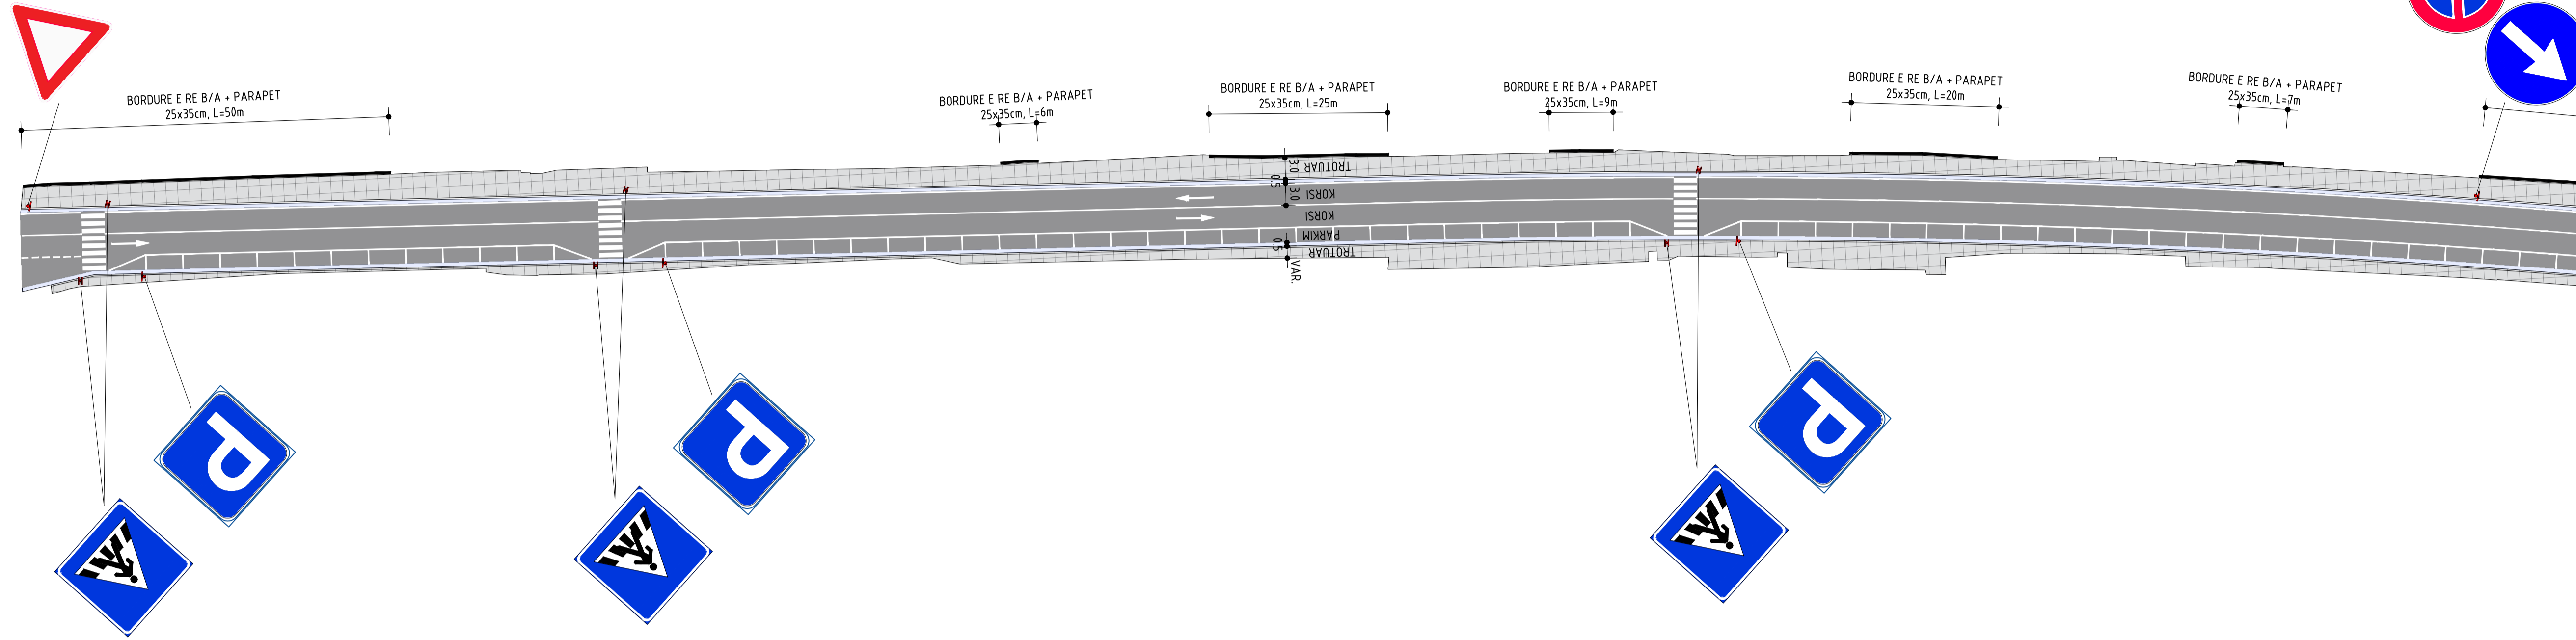 BORDURE E RE B/A + PARAPET
25x35cm, L=50m
BORDURE E RE B/A + PARAPET
25x35cm, L=6m
BORDURE E RE B/A + PARAPET
25x35cm, L=25m
BORDURE E RE B/A + PARAPET
25x35cm, L=9m
BORDURE E RE B/A + PARAPET
25x35cm, L=20m
BORDURE E RE B/A + PARAPET
25x35cm, L=7m
3.0
TROTUAR
0.5
3.0
KORSI
KORSI
PARKIM
0.5
TROTUAR
VAR.
P
P
P